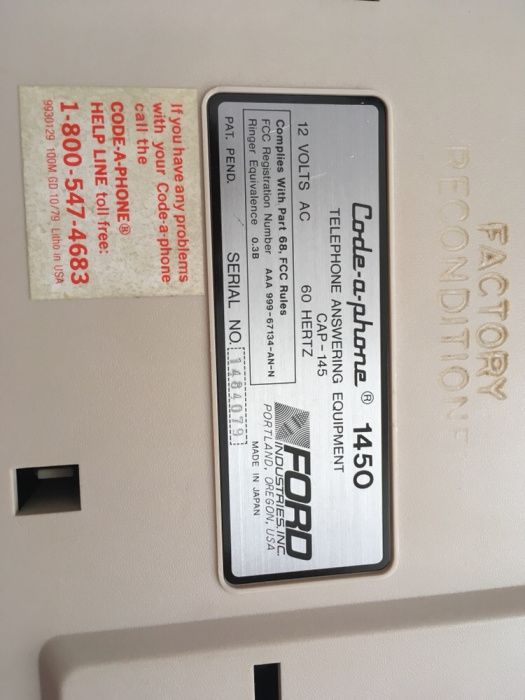 FACTORY
RECONDITIONE
Code-a-phone® 1450
TELEPHONE ANSWERING EQUIPMENT
CAP-145
12 VOLTS AC 60 HERTZ
Complies With Part 68, FCC Rules
FCC Registration Number AAA 999-67134-AN-N
Ringer Equivalence 0.3B
PAT. PEND. SERIAL NO. 1484079
FORD
INDUSTRIES, INC.
PORTLAND, OREGON, USA
MADE IN JAPAN
If you have any problems
with your Code-a-phone
call the
CODE-A-PHONE®
HELP LINE toll free:
1-800-547-4683
9930129 100M GD 10/79 Litho in USA